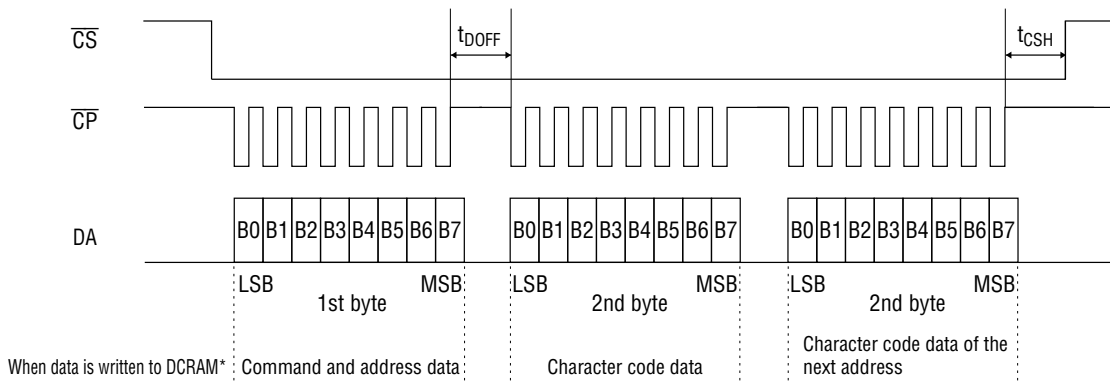 CS
tDOFF
tCSH
CP
DA
B0 B1 B2 B3 B4 B5 B6 B7
B0 B1 B2 B3 B4 B5 B6 B7
B0 B1 B2 B3 B4 B5 B6 B7
LSB
MSB
LSB
MSB
LSB
MSB
1st byte
2nd byte
2nd byte
When data is written to DCRAM*
Command and address data
Character code data
Character code data of the
next address